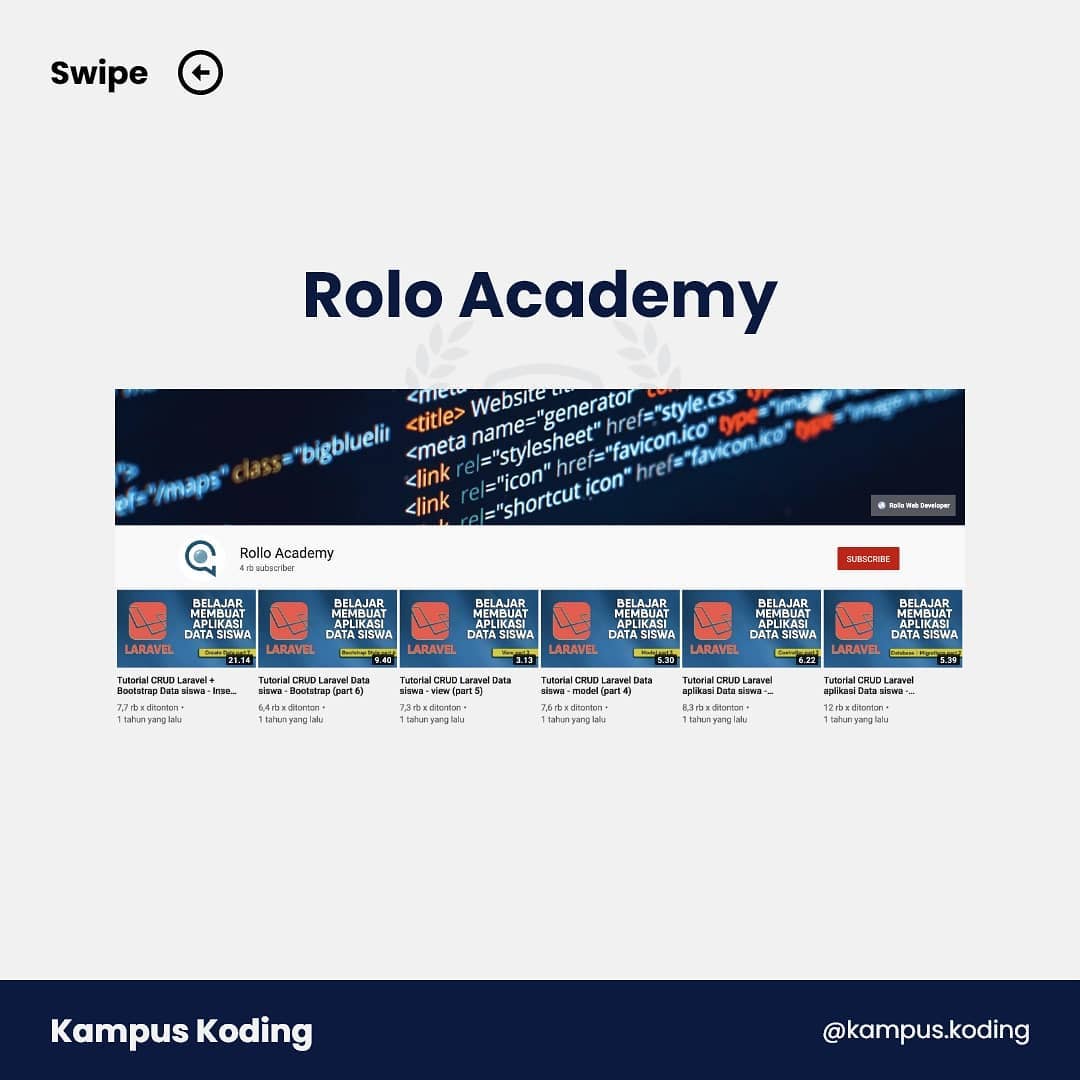 Swipe
Rolo Academy
<meta
<title> Website
<meta name="generator"
<link rel="stylesheet" href="style.css" type=
<link rel="icon" href="favicon.ico" type=
<link rel="shortcut icon" href="favicon.ico"
ef="/maps" class="bigbluelin
Rollo Web Developer
Rollo Academy
4 rb subscriber
SUBSCRIBE
BELAJAR
MEMBUAT
APLIKASI
DATA SISWA
LARAVEL
21.14
BELAJAR
MEMBUAT
APLIKASI
DATA SISWA
LARAVEL
9.40
BELAJAR
MEMBUAT
APLIKASI
DATA SISWA
LARAVEL
3.13
BELAJAR
MEMBUAT
APLIKASI
DATA SISWA
LARAVEL
5.30
BELAJAR
MEMBUAT
APLIKASI
DATA SISWA
LARAVEL
6.22
BELAJAR
MEMBUAT
APLIKASI
DATA SISWA
LARAVEL
5.39
Tutorial CRUD Laravel +
Bootstrap Data siswa - Inse...
7,7 rb x ditonton •
1 tahun yang lalu
Tutorial CRUD Laravel Data
siswa - Bootstrap (part 6)
6,4 rb x ditonton •
1 tahun yang lalu
Tutorial CRUD Laravel Data
siswa - view (part 5)
7,3 rb x ditonton •
1 tahun yang lalu
Tutorial CRUD Laravel Data
siswa - model (part 4)
7,6 rb x ditonton •
1 tahun yang lalu
Tutorial CRUD Laravel
aplikasi Data siswa -...
8,3 rb x ditonton •
1 tahun yang lalu
Tutorial CRUD Laravel
aplikasi Data siswa -...
12 rb x ditonton •
1 tahun yang lalu
Kampus Koding
@kampus.koding